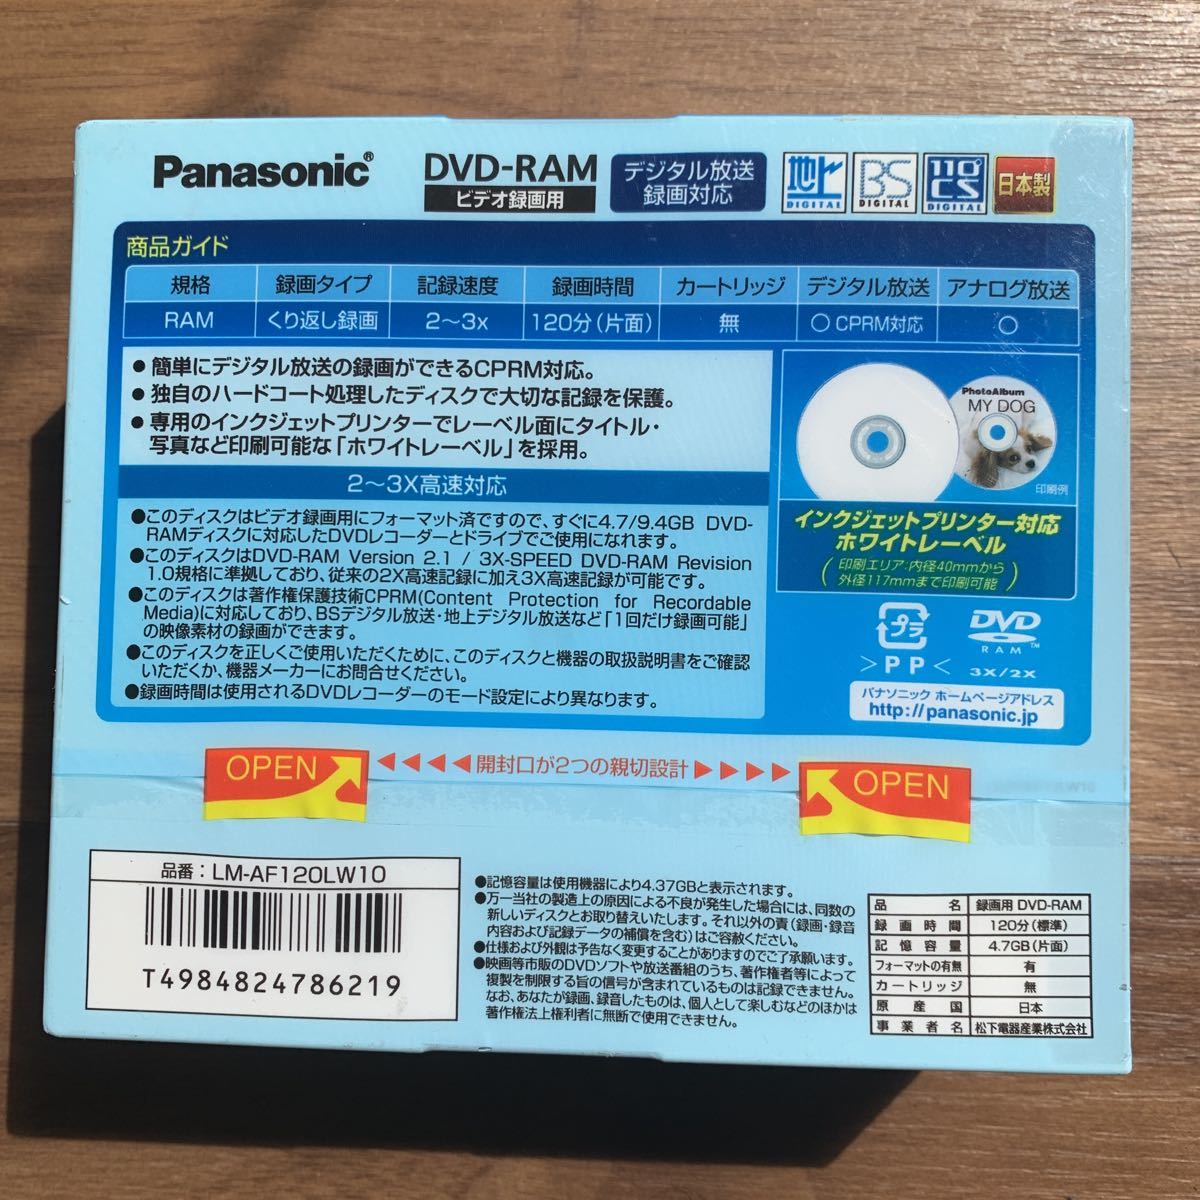 Panasonic®
DVD-RAM
ビデオ録画用
デジタル放送
録画対応
地上
DIGITAL
BS
DIGITAL
110°
CS
DIGITAL
日本製
商品ガイド
規格 録画タイプ 記録速度 録画時間 カートリッジ デジタル放送 アナログ放送
RAM くり返し録画 2〜3x 120分(片面) 無 ○ CPRM対応 ○
● 簡単にデジタル放送の録画ができるCPRM対応。
● 独自のハードコート処理したディスクで大切な記録を保護。
● 専用のインクジェットプリンターでレーベル面にタイトル・
写真など印刷可能な「ホワイトレーベル」を採用。
2〜3X高速対応
●このディスクはビデオ録画用にフォーマット済ですので、すぐに4.7/9.4GB DVD-
RAMディスクに対応したDVDレコーダーとドライブでご使用になれます。
●このディスクはDVD-RAM Version 2.1 / 3X-SPEED DVD-RAM Revision
1.0規格に準拠しており、従来の2X高速記録に加え3X高速記録が可能です。
●このディスクは著作権保護技術CPRM(Content Protection for Recordable
Media)に対応しており、BSデジタル放送・地上デジタル放送など「1回だけ録画可能」
の映像素材の録画ができます。
●このディスクを正しくご使用いただくために、このディスクと機器の取扱説明書をご確認
いただくか、機器メーカーにお問合せください。
●録画時間は使用されるDVDレコーダーのモード設定により異なります。
PhotoAlbum
MY DOG
印刷例
インクジェットプリンター対応
ホワイトレーベル
(印刷エリア:内径40mmから
外径117mmまで印刷可能)
プラ
>PP<
DVD
RAM™
3X/2X
パナソニック ホームページアドレス
http://panasonic.jp
OPEN
◀◀◀◀開封口が2つの親切設計▶▶▶▶
OPEN
品番:LM-AF120LW10
T4984824786219
●記憶容量は使用機器により4.37GBと表示されます。
●万一当社の製造上の原因による不良が発生した場合には、同数の
新しいディスクとお取り替えいたします。それ以外の責(録画・録音
内容および記録データの補償を含む)はご容赦ください。
●仕様および外観は予告なく変更することがありますのでご了承願います。
●映画等市販のDVDソフトや放送番組のうち、著作権者等によって
複製を制限する旨の信号が含まれているものは記録できません。
なお、あなたが録画、録音したものは、個人として楽しむなどのほかは
著作権法上権利者に無断で使用できません。
品名 録画用 DVD-RAM
録画時間 120分(標準)
記憶容量 4.7GB(片面)
フォーマットの有無 有
カートリッジ 無
原産国 日本
事業者名 松下電器産業株式会社